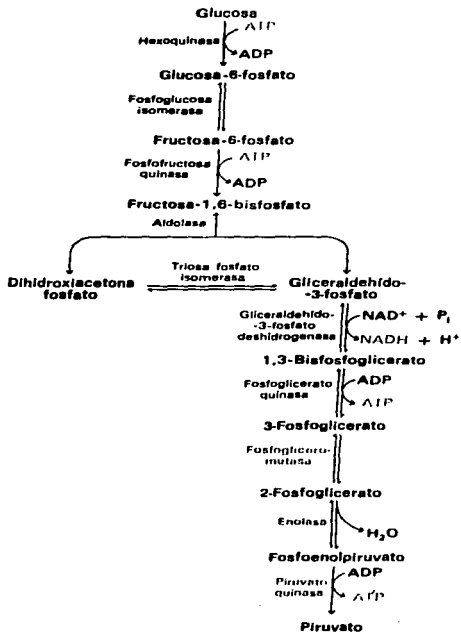 Glucosa
ATP
Hexoquinasa
ADP
Glucosa-6-fosfato
Fosfoglucosa
isomerasa
Fructosa-6-fosfato
Fosfofructosa
quinasa
ATP
ADP
Fructosa-1,6-bisfosfato
Aldolasa
Dihidroxiacetona
fosfato
Triosa fosfato
isomerasa
Gliceraldehído-
-3-fosfato
Gliceraldehído-
-3-fosfato
deshidrogenasa
NAD⁺ + Pi
NADH + H⁺
1,3-Bisfosfoglicerato
Fosfoglicerato
quinasa
ADP
ATP
3-Fosfoglicerato
Fosfoglicero-
mutasa
2-Fosfoglicerato
Enolasa
H₂O
Fosfoenolpiruvato
Piruvato
quinasa
ADP
ATP
Piruvato